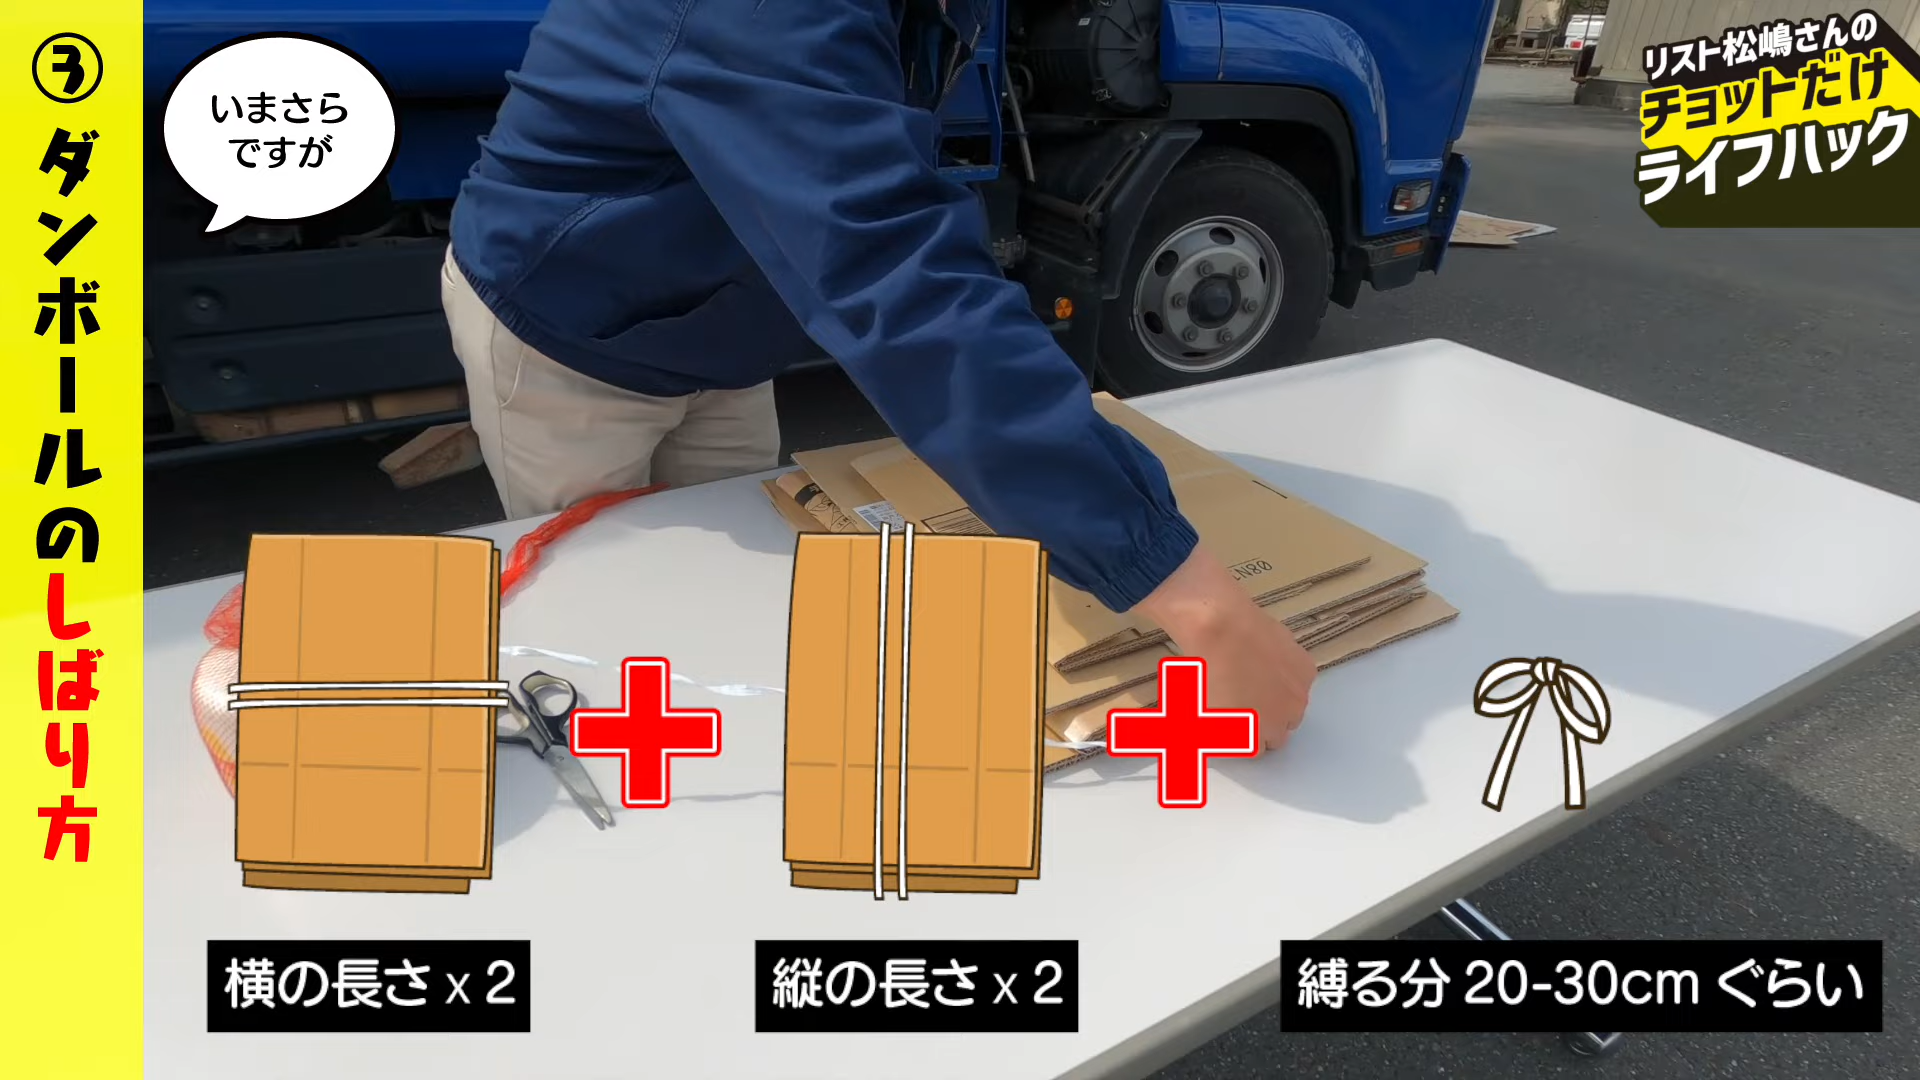 ③ ダンボールのしばり方
いまさら
ですが
リスト松嶋さんの
チョットだけ
ライフハック
08N1
横の長さ x 2
縦の長さ x 2
縛る分 20-30cm ぐらい